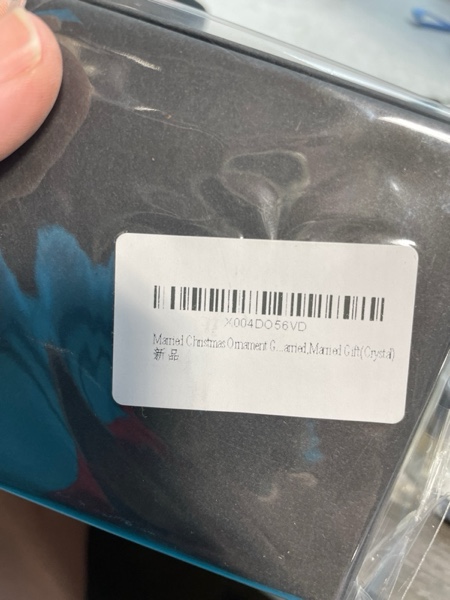 X004DO56VD
Married Christmas Ornament G...arried,Married Gift(Crystal)
新品